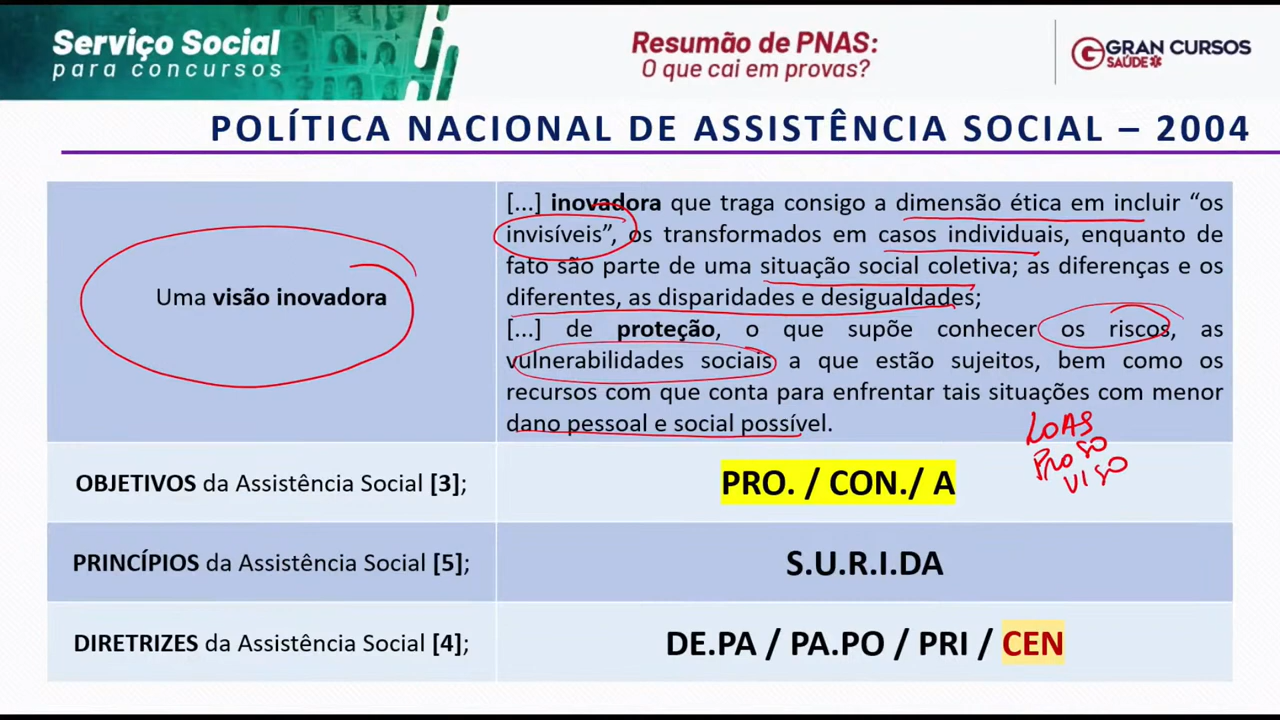 Serviço Social
para concursos
Resumão de PNAS:
O que cai em provas?
GRAN CURSOS
SAÚDE
POLÍTICA NACIONAL DE ASSISTÊNCIA SOCIAL – 2004
Uma visão inovadora
[...] inovadora que traga consigo a dimensão ética em incluir “os
invisíveis”, os transformados em casos individuais, enquanto de
fato são parte de uma situação social coletiva; as diferenças e os
diferentes, as disparidades e desigualdades;
[...] de proteção, o que supõe conhecer os riscos, as
vulnerabilidades sociais a que estão sujeitos, bem como os
recursos com que conta para enfrentar tais situações com menor
dano pessoal e social possível.
OBJETIVOS da Assistência Social [3];
PRO. / CON./ A
LOAS
PROSO
VISO
PRINCÍPIOS da Assistência Social [5];
S.U.R.I.DA
DIRETRIZES da Assistência Social [4];
DE.PA / PA.PO / PRI / CEN